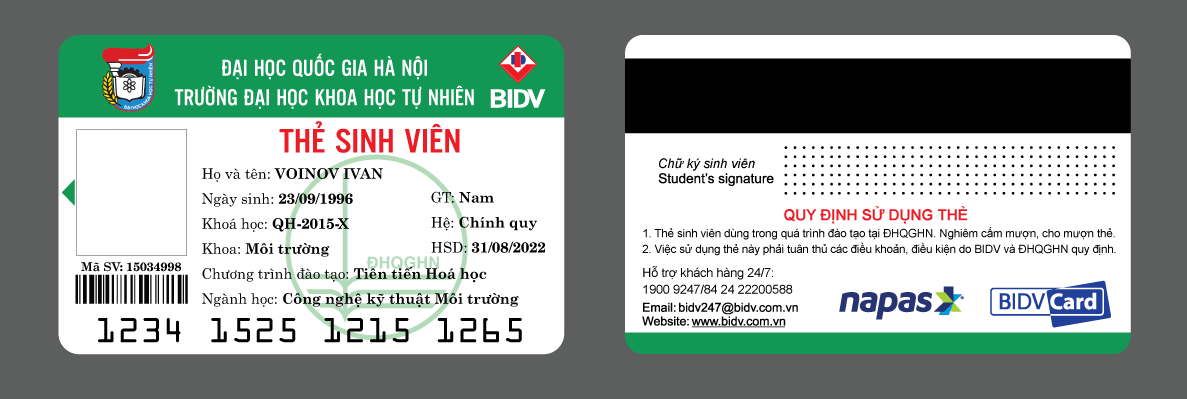 ĐẠI HỌC QUỐC GIA HÀ NỘI
TRƯỜNG ĐẠI HỌC KHOA HỌC TỰ NHIÊN
BIDV
ĐẠI HỌC KHOA HỌC TỰ NHIÊN
THẺ SINH VIÊN
Họ và tên: VOINOV IVAN
Ngày sinh: 23/09/1996 GT: Nam
Khoá học: QH-2015-X Hệ: Chính quy
Khoa: Môi trường HSD: 31/08/2022
ĐHQGHN
Mã SV: 15034998
Chương trình đào tạo: Tiên tiến Hoá học
Ngành học: Công nghệ kỹ thuật Môi trường
1234 1525 1215 1265
Chữ ký sinh viên
Student's signature
QUY ĐỊNH SỬ DỤNG THẺ
1. Thẻ sinh viên dùng trong quá trình đào tạo tại ĐHQGHN. Nghiêm cấm mượn, cho mượn thẻ.
2. Việc sử dụng thẻ này phải tuân thủ các điều khoản, điều kiện do BIDV và ĐHQGHN quy định.
Hỗ trợ khách hàng 24/7:
1900 9247/84 24 22200588
Email: bidv247@bidv.com.vn
Website: www.bidv.com.vn
napas
BIDV Card